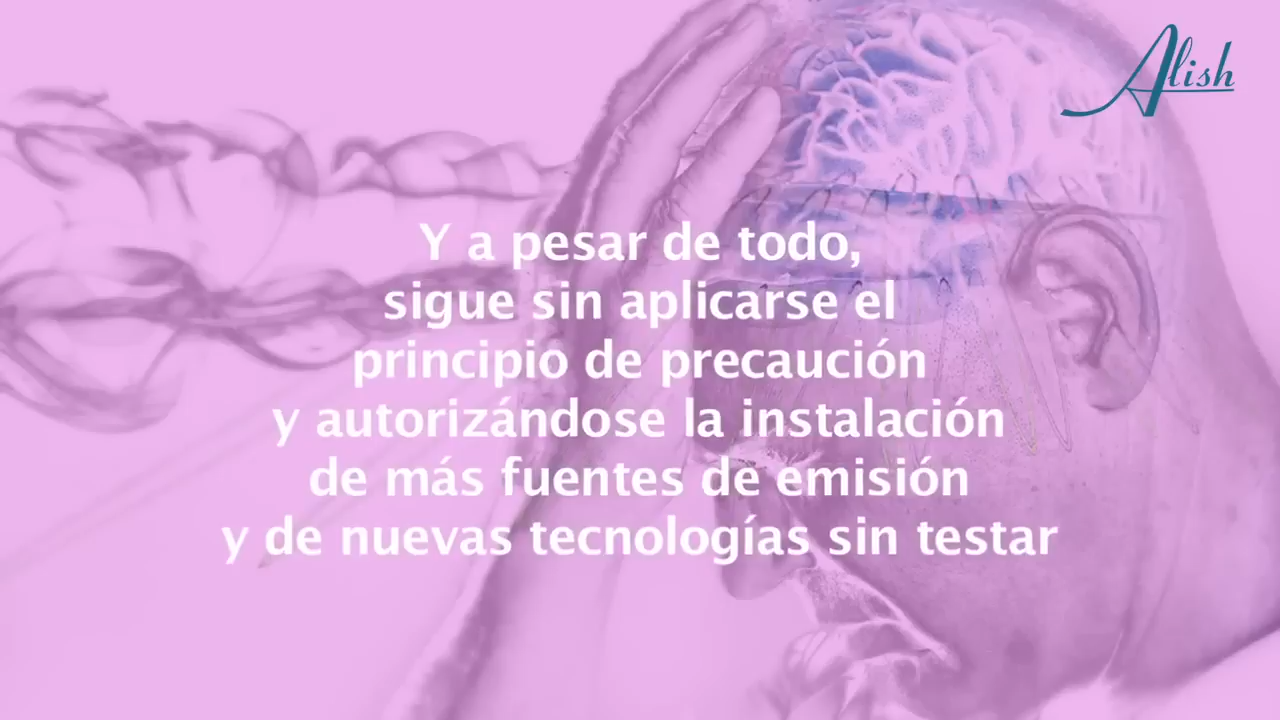 Alish
Y a pesar de todo,
sigue sin aplicarse el
principio de precaución
y autorizándose la instalación
de más fuentes de emisión
y de nuevas tecnologías sin testar